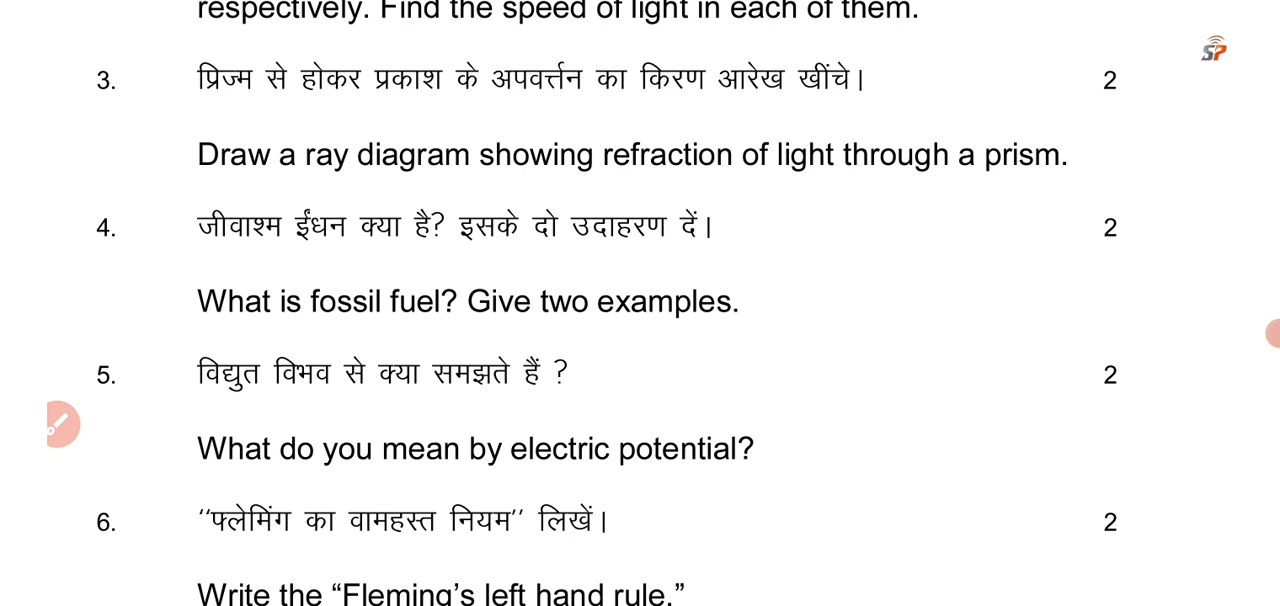 respectively. Find the speed of light in each of them.
SP
3. प्रिज्म से होकर प्रकाश के अपवर्त्तन का किरण आरेख खींचे। 2
Draw a ray diagram showing refraction of light through a prism.
4. जीवाश्म ईंधन क्या है? इसके दो उदाहरण दें। 2
What is fossil fuel? Give two examples.
5. विद्युत विभव से क्या समझते हैं ? 2
What do you mean by electric potential?
6. ‘‘फ्लेमिंग का वामहस्त नियम’’ लिखें। 2
Write the “Fleming’s left hand rule.”